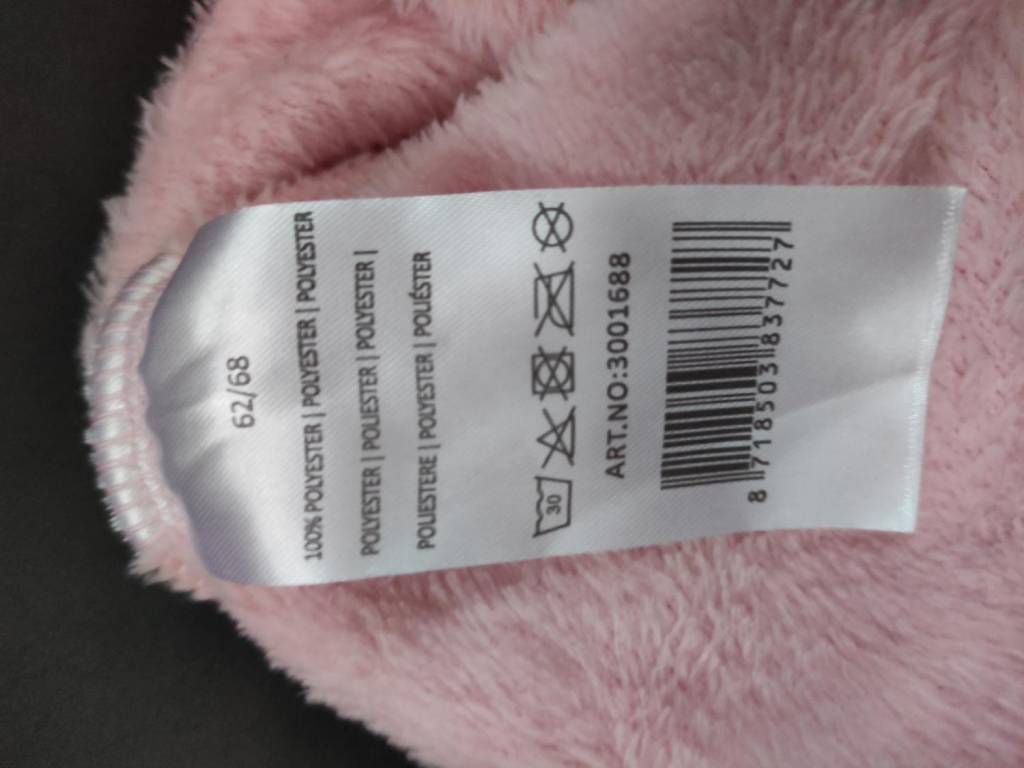 62/68
100% POLYESTER | POLYESTER | POLYESTER | POLYESTER
POLYESTER | POLIESTER | POLYESTER |
POLIESTERE | POLYESTER | POLIÉSTER
30
ART.NO:3001688
8 718503 837727